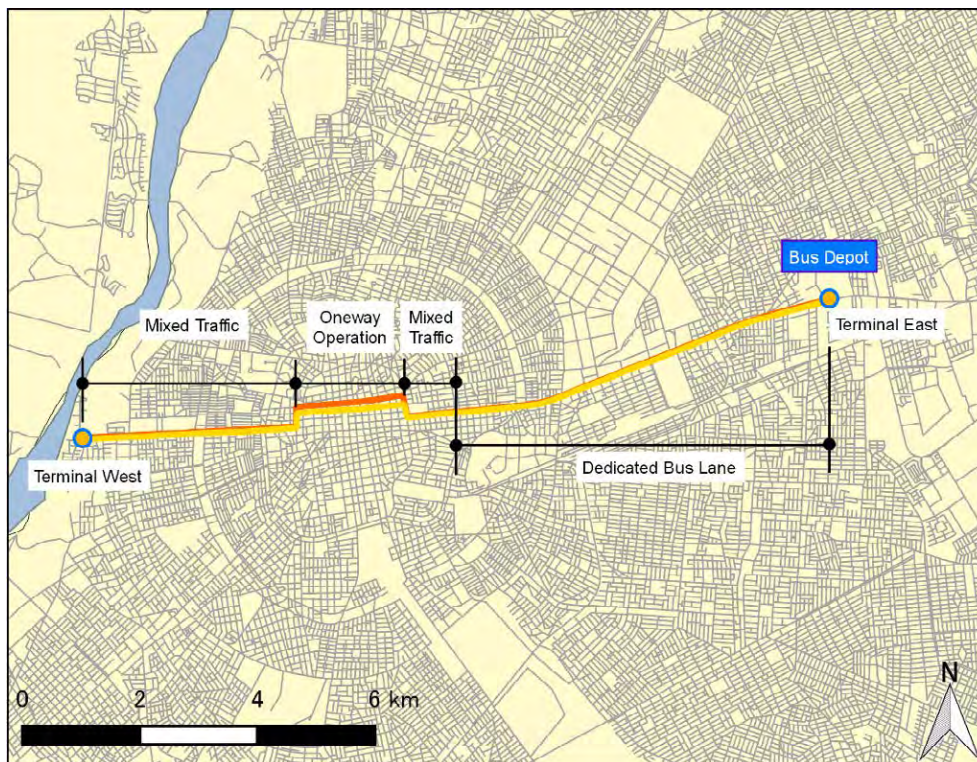 Bus Depot
Mixed Traffic
Oneway
Operation
Mixed
Traffic
Terminal East
Terminal West
Dedicated Bus Lane
0 2 4 6 km
N